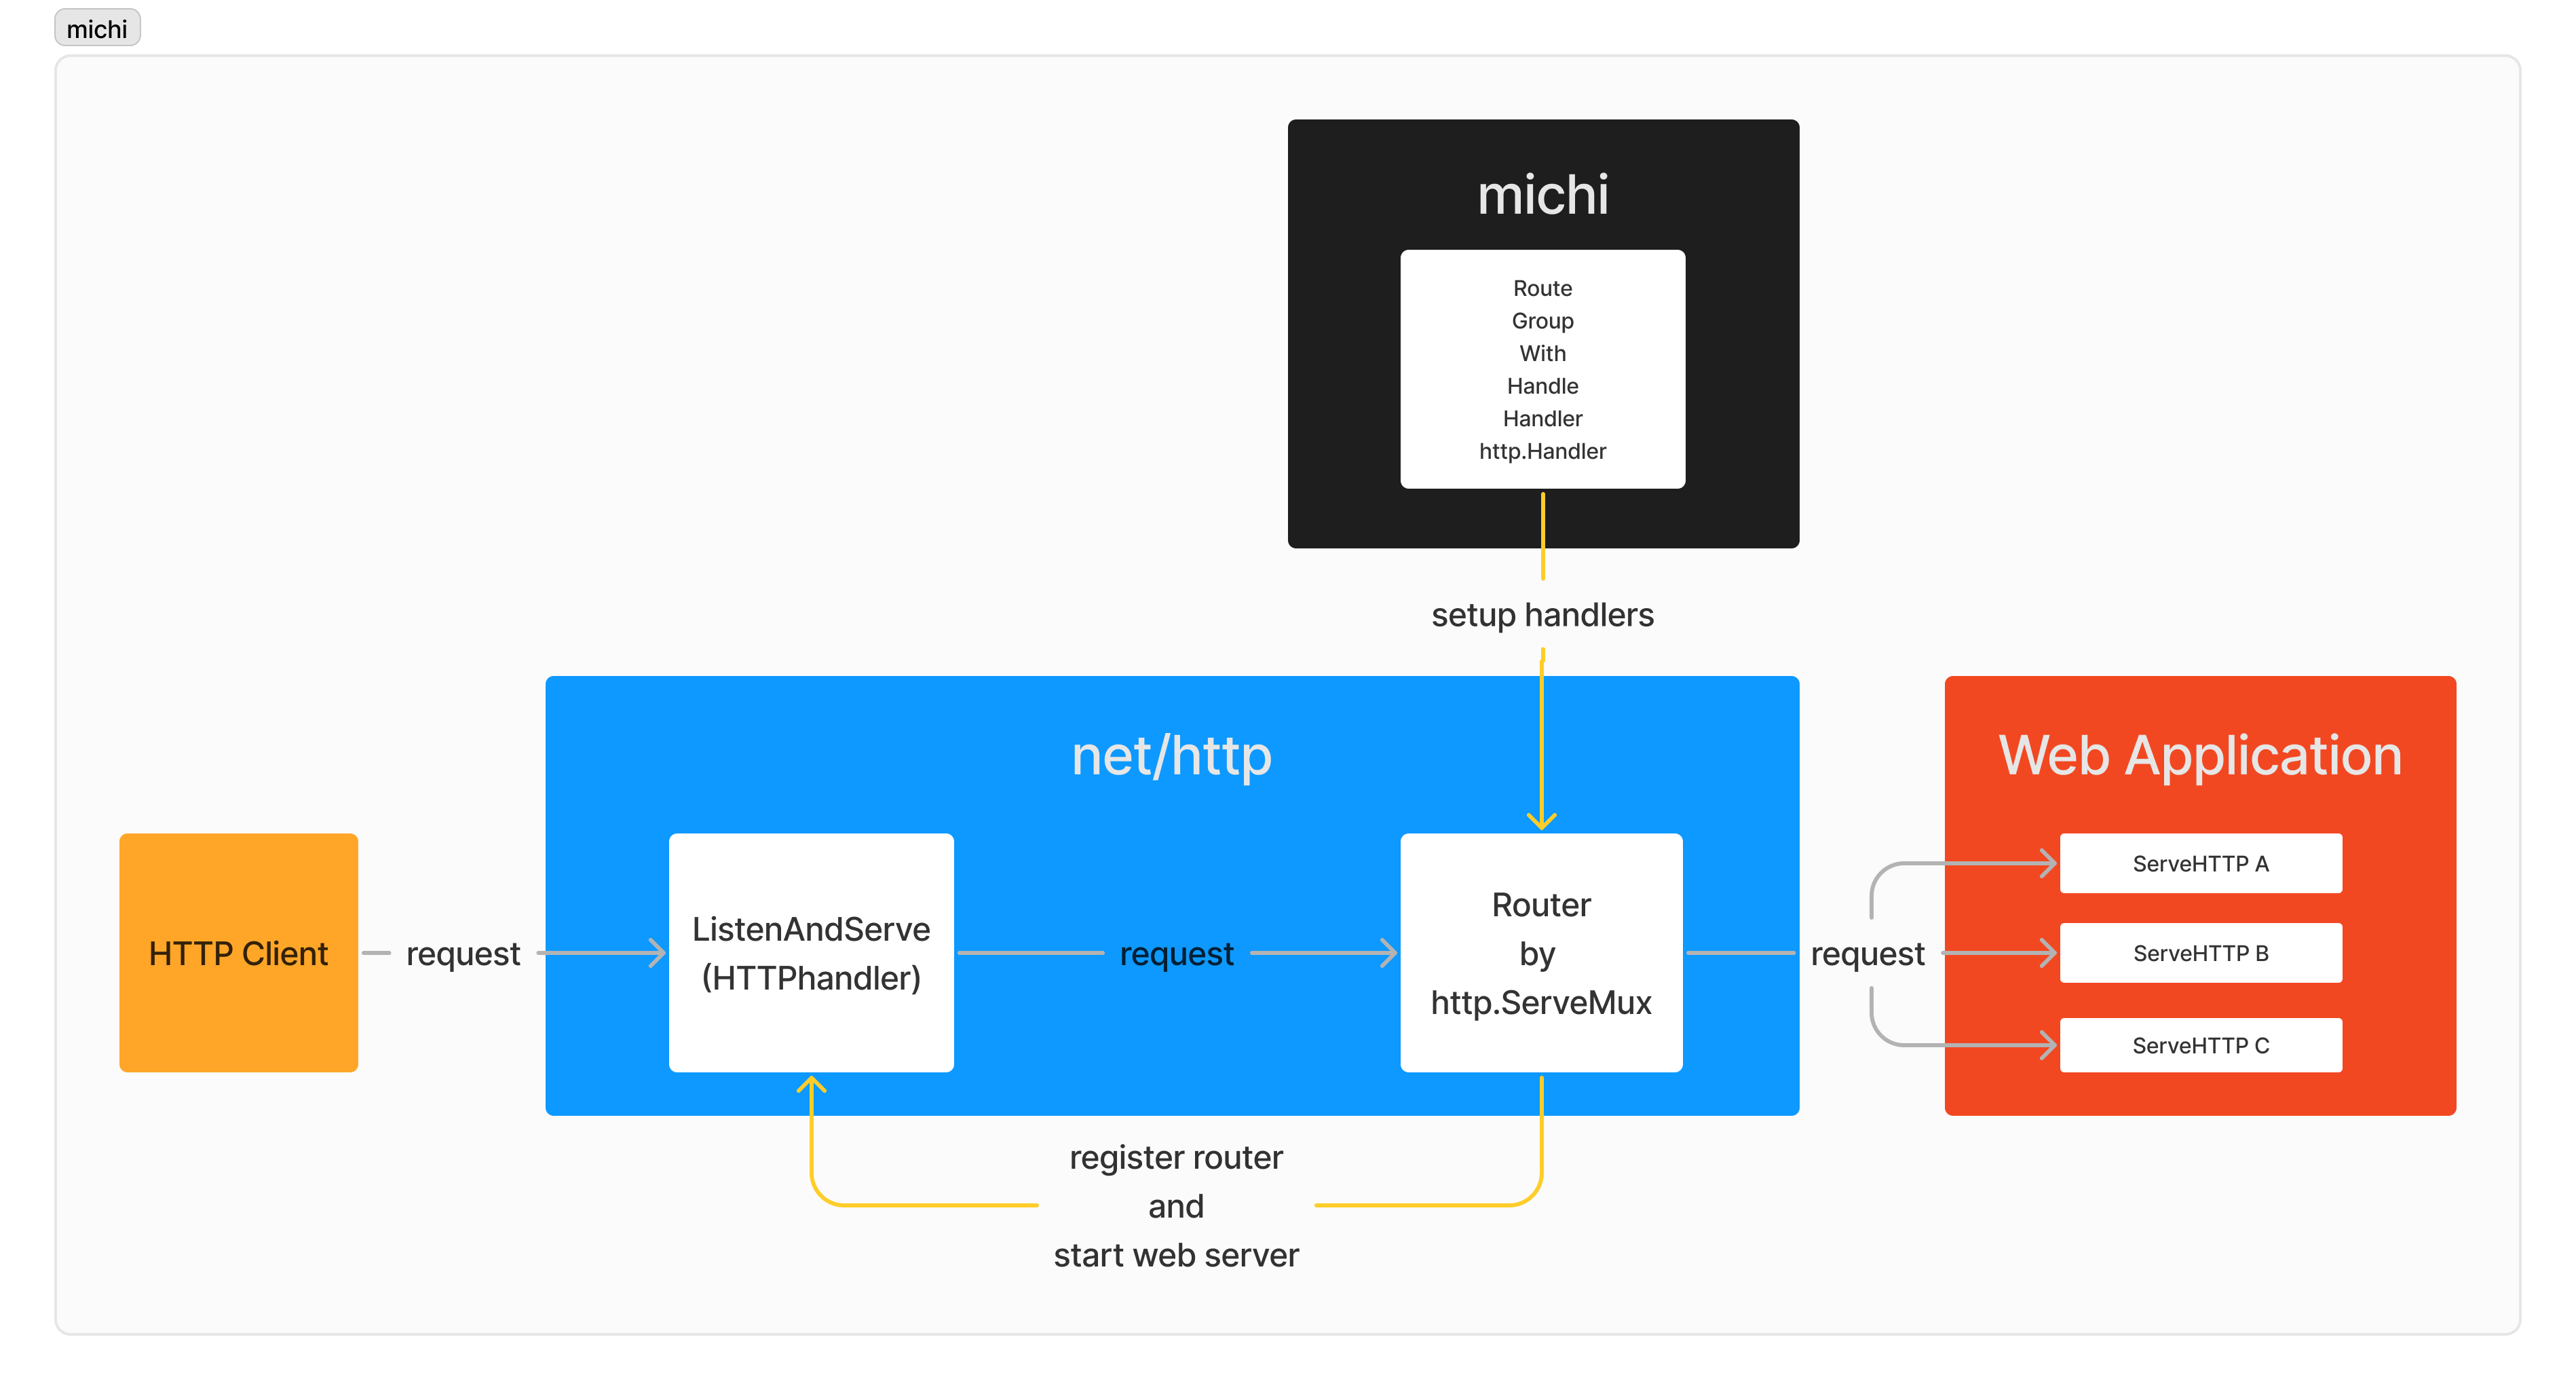 michi
michi
Route
Group
With
Handle
Handler
http.Handler
setup handlers
net/http
Web Application
HTTP Client
request
ListenAndServe
(HTTPhandler)
request
Router
by
http.ServeMux
request
ServeHTTP A
ServeHTTP B
ServeHTTP C
register router
and
start web server